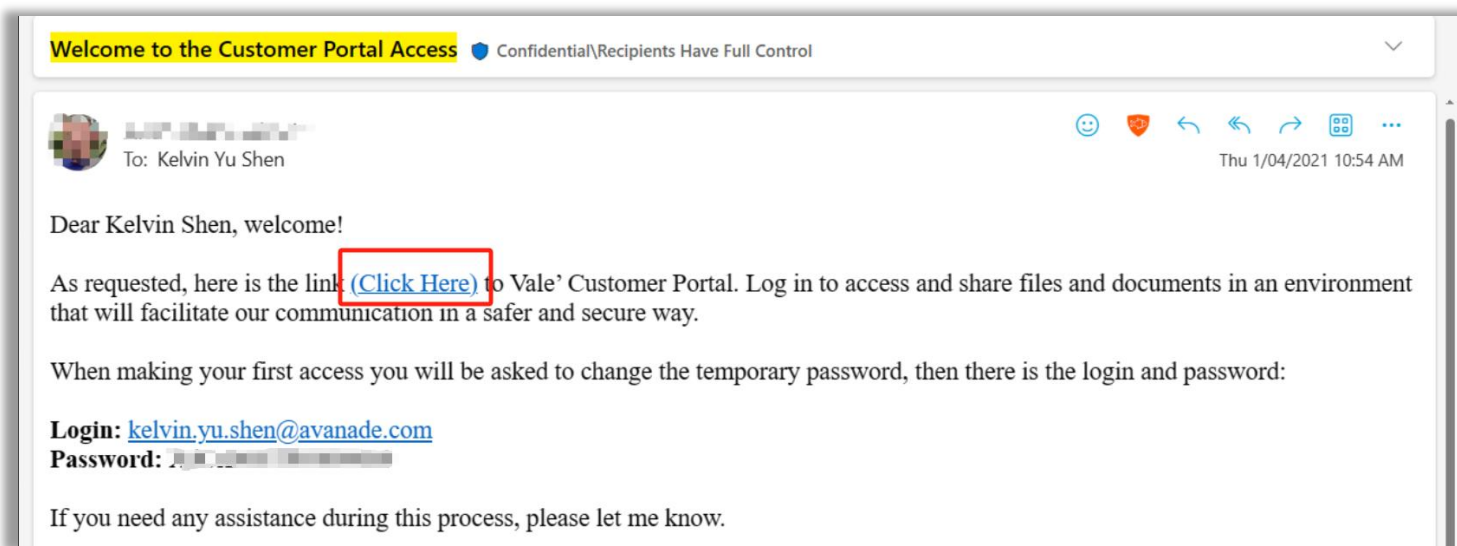 Welcome to the Customer Portal Access Confidential\Recipients Have Full Control
To: Kelvin Yu Shen
Thu 1/04/2021 10:54 AM
Dear Kelvin Shen, welcome!
As requested, here is the link (Click Here) to Vale’ Customer Portal. Log in to access and share files and documents in an environment
that will facilitate our communication in a safer and secure way.
When making your first access you will be asked to change the temporary password, then there is the login and password:
Login: kelvin.yu.shen@avanade.com
Password:
If you need any assistance during this process, please let me know.